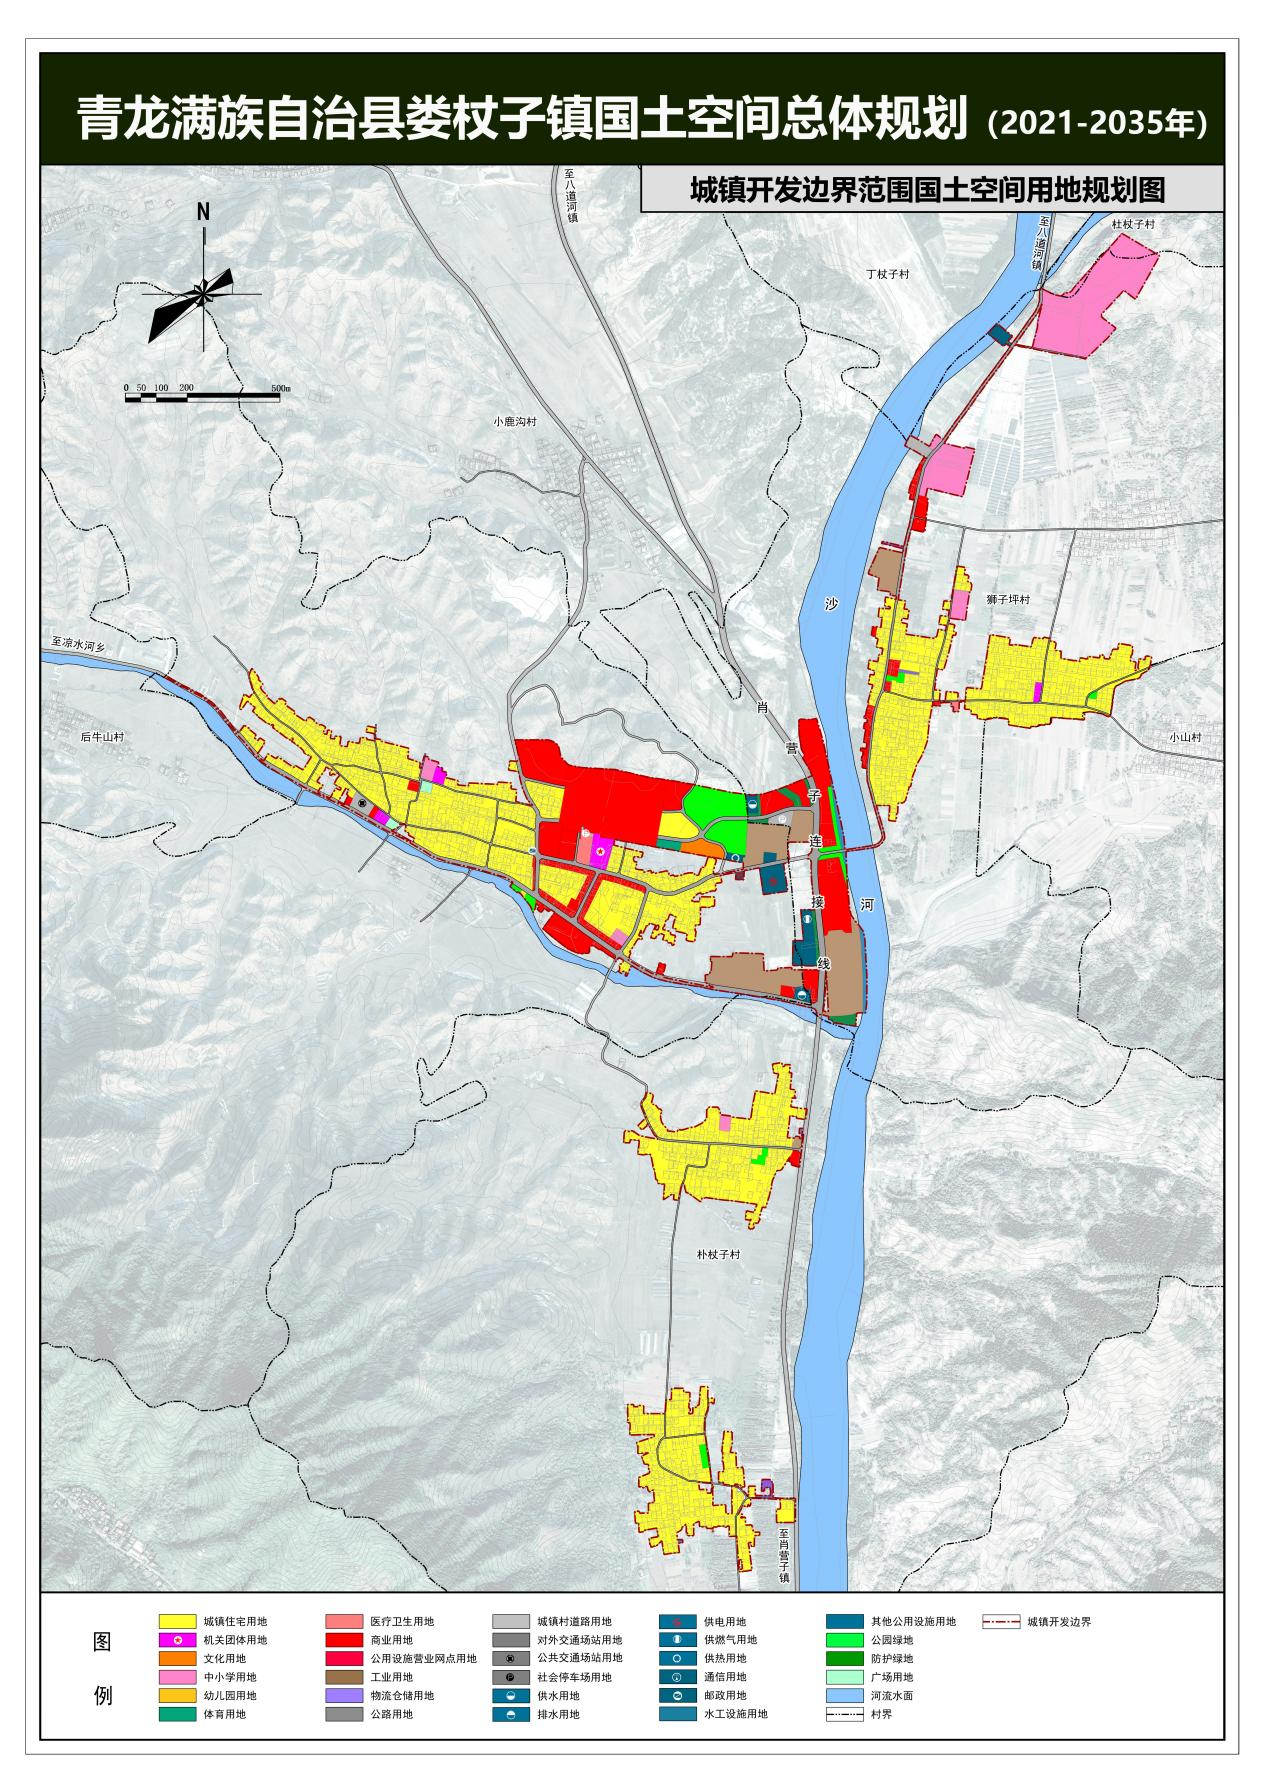 青龙满族自治县娄杖子镇国土空间总体规划（2021-2035年）
城镇开发边界范围国土空间用地规划图
至八道河镇
至八道河镇
杜杖子村
丁杖子村
N
0 50 100 200 500m
小鹿沟村
沙
狮子坪村
至凉水河乡
肖
后牛山村
小山村
营
子
连
接
河
线
朴杖子村
至肖营子镇
图
例
城镇住宅用地
机关团体用地
文化用地
中小学用地
幼儿园用地
体育用地
医疗卫生用地
商业用地
公用设施营业网点用地
工业用地
物流仓储用地
公路用地
城镇村道路用地
对外交通场站用地
公共交通场站用地
社会停车场用地
供水用地
排水用地
供电用地
供燃气用地
供热用地
通信用地
邮政用地
水工设施用地
其他公用设施用地
公园绿地
防护绿地
广场用地
河流水面
村界
城镇开发边界